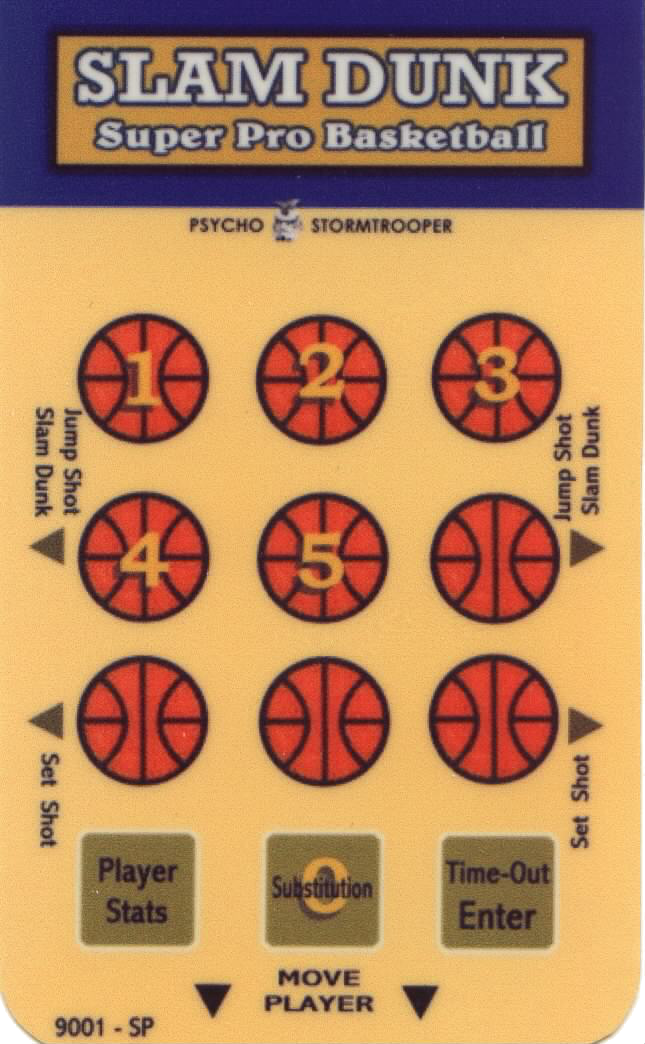 SLAM DUNK
Super Pro Basketball
PSYCHO STORMTROOPER
1 2 3
Jump Shot
Slam Dunk
Jump Shot
Slam Dunk
4 5
Set Shot
Set Shot
Player
Stats
0
Substitution
Time-Out
Enter
MOVE
PLAYER
9001 - SP